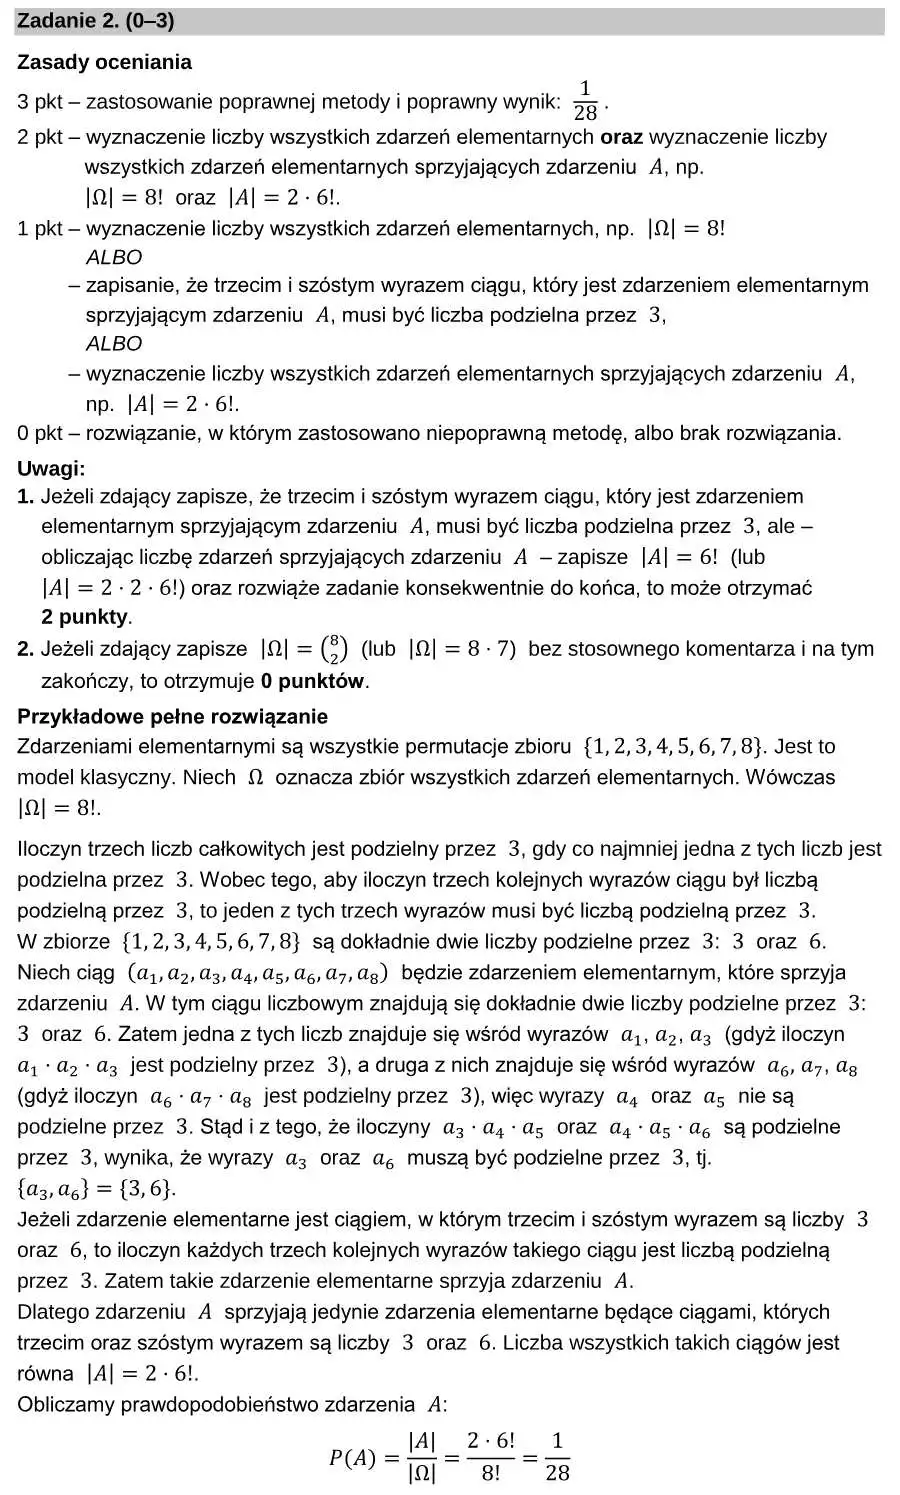 Zadanie 2. (0–3)
Zasady oceniania
3 pkt – zastosowanie poprawnej metody i poprawny wynik: 1/28 .
2 pkt – wyznaczenie liczby wszystkich zdarzeń elementarnych oraz wyznaczenie liczby
wszystkich zdarzeń elementarnych sprzyjających zdarzeniu A, np.
|Ω| = 8! oraz |A| = 2 · 6!.
1 pkt – wyznaczenie liczby wszystkich zdarzeń elementarnych, np. |Ω| = 8!
ALBO
– zapisanie, że trzecim i szóstym wyrazem ciągu, który jest zdarzeniem elementarnym
sprzyjającym zdarzeniu A, musi być liczba podzielna przez 3,
ALBO
– wyznaczenie liczby wszystkich zdarzeń elementarnych sprzyjających zdarzeniu A,
np. |A| = 2 · 6!.
0 pkt – rozwiązanie, w którym zastosowano niepoprawną metodę, albo brak rozwiązania.
Uwagi:
1. Jeżeli zdający zapisze, że trzecim i szóstym wyrazem ciągu, który jest zdarzeniem
elementarnym sprzyjającym zdarzeniu A, musi być liczba podzielna przez 3, ale –
obliczając liczbę zdarzeń sprzyjających zdarzeniu A – zapisze |A| = 6! (lub
|A| = 2 · 2 · 6!) oraz rozwiąże zadanie konsekwentnie do końca, to może otrzymać
2 punkty.
2. Jeżeli zdający zapisze |Ω| = (8 2) (lub |Ω| = 8 · 7) bez stosownego komentarza i na tym
zakończy, to otrzymuje 0 punktów.
Przykładowe pełne rozwiązanie
Zdarzeniami elementarnymi są wszystkie permutacje zbioru {1, 2, 3, 4, 5, 6, 7, 8}. Jest to
model klasyczny. Niech Ω oznacza zbiór wszystkich zdarzeń elementarnych. Wówczas
|Ω| = 8!.
Iloczyn trzech liczb całkowitych jest podzielny przez 3, gdy co najmniej jedna z tych liczb jest
podzielna przez 3. Wobec tego, aby iloczyn trzech kolejnych wyrazów ciągu był liczbą
podzielną przez 3, to jeden z tych trzech wyrazów musi być liczbą podzielną przez 3.
W zbiorze {1, 2, 3, 4, 5, 6, 7, 8} są dokładnie dwie liczby podzielne przez 3: 3 oraz 6.
Niech ciąg (a₁, a₂, a₃, a₄, a₅, a₆, a₇, a₈) będzie zdarzeniem elementarnym, które sprzyja
zdarzeniu A. W tym ciągu liczbowym znajdują się dokładnie dwie liczby podzielne przez 3:
3 oraz 6. Zatem jedna z tych liczb znajduje się wśród wyrazów a₁, a₂, a₃ (gdyż iloczyn
a₁ · a₂ · a₃ jest podzielny przez 3), a druga z nich znajduje się wśród wyrazów a₆, a₇, a₈
(gdyż iloczyn a₆ · a₇ · a₈ jest podzielny przez 3), więc wyrazy a₄ oraz a₅ nie są
podzielne przez 3. Stąd i z tego, że iloczyny a₃ · a₄ · a₅ oraz a₄ · a₅ · a₆ są podzielne
przez 3, wynika, że wyrazy a₃ oraz a₆ muszą być podzielne przez 3, tj.
{a₃, a₆} = {3, 6}.
Jeżeli zdarzenie elementarne jest ciągiem, w którym trzecim i szóstym wyrazem są liczby 3
oraz 6, to iloczyn każdych trzech kolejnych wyrazów takiego ciągu jest liczbą podzielną
przez 3. Zatem takie zdarzenie elementarne sprzyja zdarzeniu A.
Dlatego zdarzeniu A sprzyjają jedynie zdarzenia elementarne będące ciągami, których
trzecim oraz szóstym wyrazem są liczby 3 oraz 6. Liczba wszystkich takich ciągów jest
równa |A| = 2 · 6!.
Obliczamy prawdopodobieństwo zdarzenia A:
P(A) = |A|/|Ω| = 2 · 6!/8! = 1/28